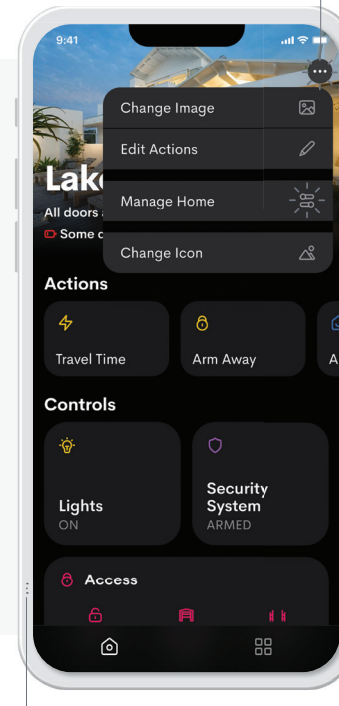 9:41
Change Image
Edit Actions
Lake
Manage Home
All doors
Some
Change Icon
Actions
Travel Time
Arm Away
A
Controls
Lights
ON
Security
System
ARMED
Access